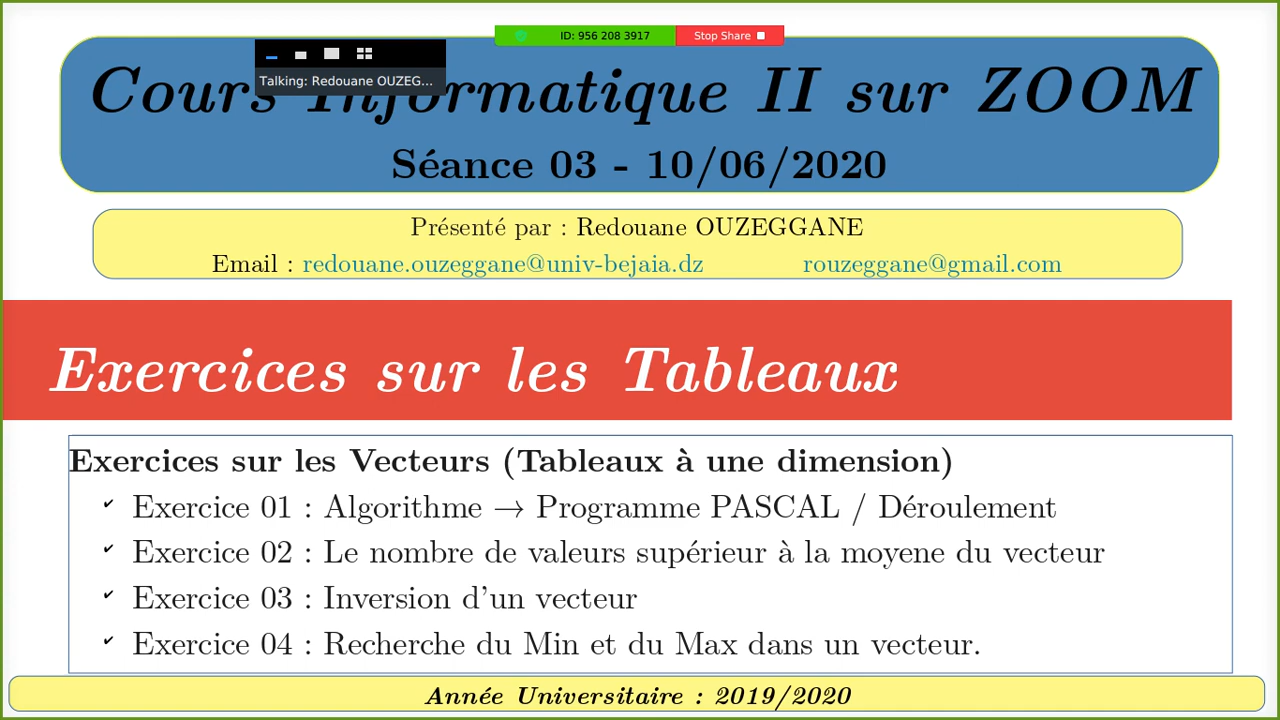 ID: 956 208 3917 Stop Share
Talking: Redouane OUZEG...
Cours Informatique II sur ZOOM
Séance 03 - 10/06/2020
Présenté par : Redouane OUZEGGANE
Email : redouane.ouzeggane@univ-bejaia.dz rouzeggane@gmail.com
Exercices sur les Tableaux
Exercices sur les Vecteurs (Tableaux à une dimension)
✓ Exercice 01 : Algorithme → Programme PASCAL / Déroulement
✓ Exercice 02 : Le nombre de valeurs supérieur à la moyene du vecteur
✓ Exercice 03 : Inversion d'un vecteur
✓ Exercice 04 : Recherche du Min et du Max dans un vecteur.
Année Universitaire : 2019/2020